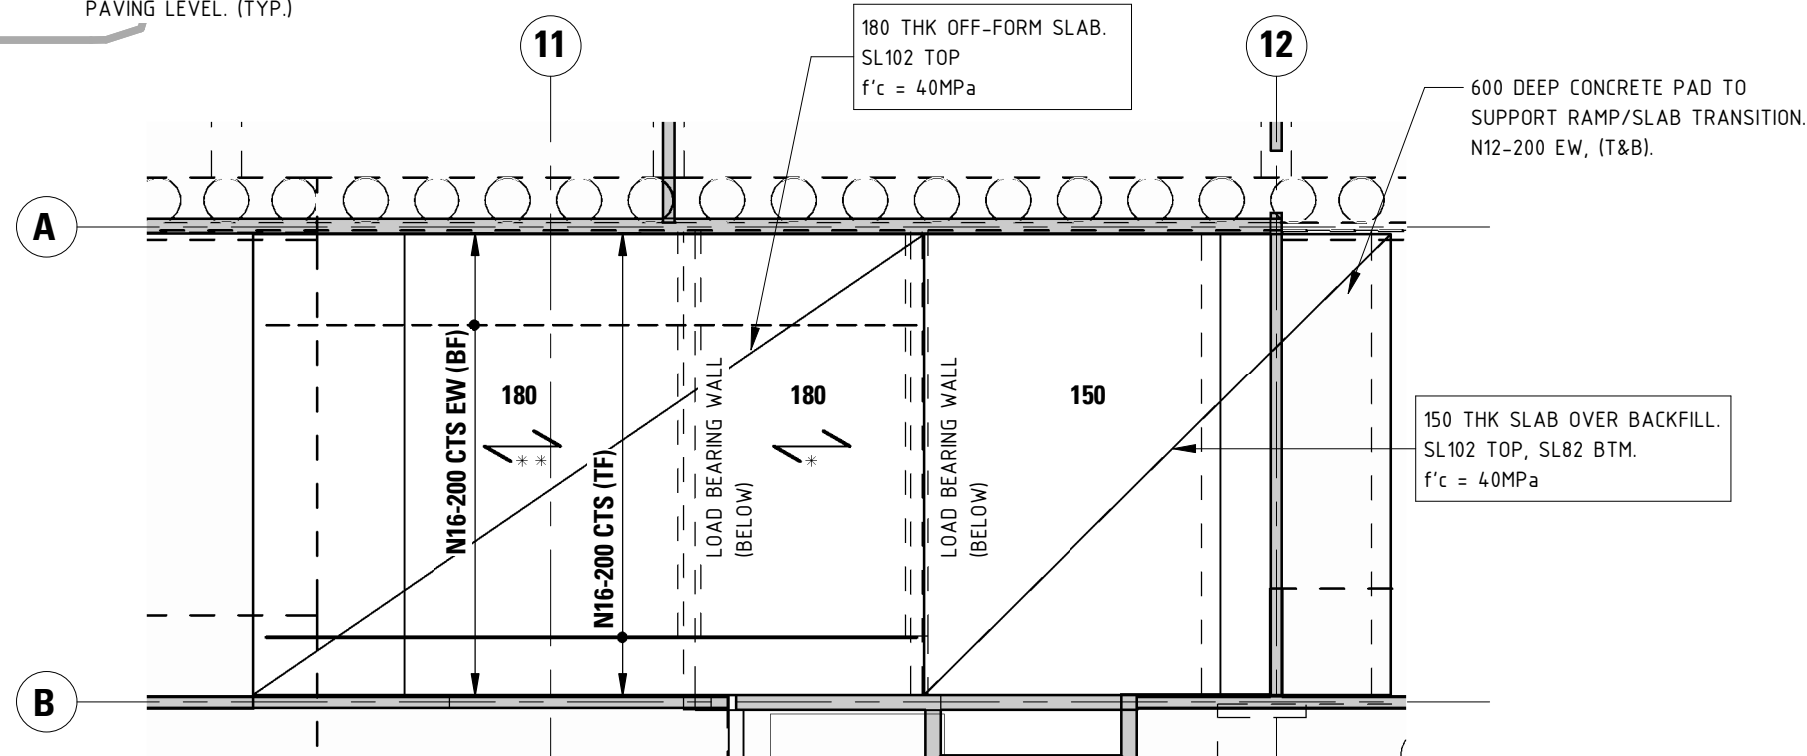 PAVING LEVEL. (TYP.)
11
180 THK OFF-FORM SLAB.
SL102 TOP
f'c = 40MPa
12
600 DEEP CONCRETE PAD TO
SUPPORT RAMP/SLAB TRANSITION.
N12-200 EW, (T&B).
A
N16-200 CTS EW (BF)
180
**
N16-200 CTS (TF)
LOAD BEARING WALL
(BELOW)
180
*
LOAD BEARING WALL
(BELOW)
150
150 THK SLAB OVER BACKFILL.
SL102 TOP, SL82 BTM.
f'c = 40MPa
B